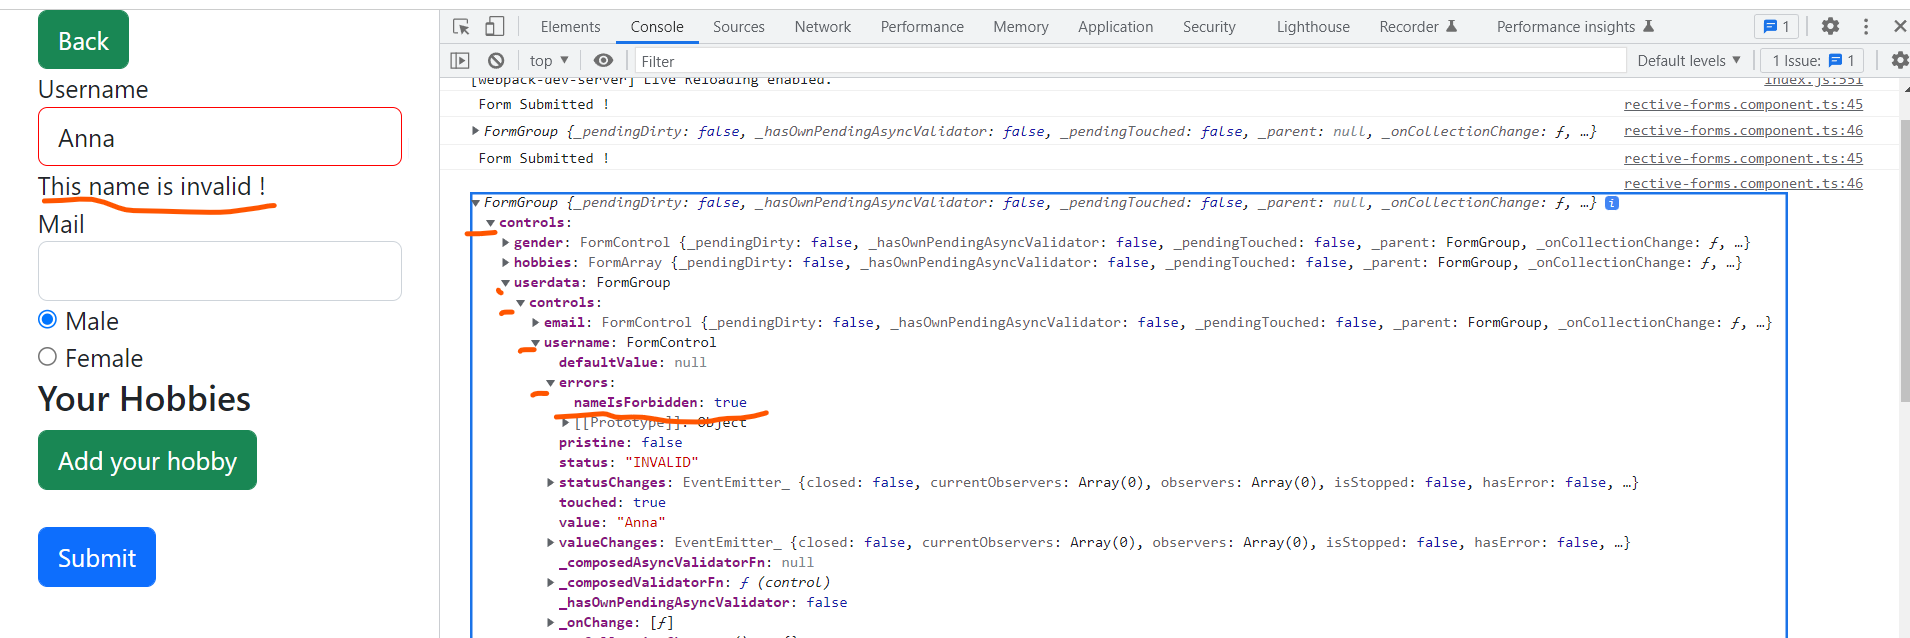 Back
Username
Anna
This name is invalid !
Mail
Male
Female
Your Hobbies
Add your hobby
Submit
Elements Console Sources Network Performance Memory Application Security Lighthouse Recorder Performance insights 1
top Filter Default levels 1 Issue: 1
[webpack-dev-server] Live Reloading enabled. index.js:551
Form Submitted ! rective-forms.component.ts:45
FormGroup {_pendingDirty: false, _hasOwnPendingAsyncValidator: false, _pendingTouched: false, _parent: null, _onCollectionChange: ƒ, …} rective-forms.component.ts:46
Form Submitted ! rective-forms.component.ts:45
rective-forms.component.ts:46
FormGroup {_pendingDirty: false, _hasOwnPendingAsyncValidator: false, _pendingTouched: false, _parent: null, _onCollectionChange: ƒ, …} i
controls:
gender: FormControl {_pendingDirty: false, _hasOwnPendingAsyncValidator: false, _pendingTouched: false, _parent: FormGroup, _onCollectionChange: ƒ, …}
hobbies: FormArray {_pendingDirty: false, _hasOwnPendingAsyncValidator: false, _pendingTouched: false, _parent: FormGroup, _onCollectionChange: ƒ, …}
userdata: FormGroup
controls:
email: FormControl {_pendingDirty: false, _hasOwnPendingAsyncValidator: false, _pendingTouched: false, _parent: FormGroup, _onCollectionChange: ƒ, …}
username: FormControl
defaultValue: null
errors:
nameIsForbidden: true
[[Prototype]]: Object
pristine: false
status: "INVALID"
statusChanges: EventEmitter_ {closed: false, currentObservers: Array(0), observers: Array(0), isStopped: false, hasError: false, …}
touched: true
value: "Anna"
valueChanges: EventEmitter_ {closed: false, currentObservers: Array(0), observers: Array(0), isStopped: false, hasError: false, …}
_composedAsyncValidatorFn: null
_composedValidatorFn: ƒ (control)
_hasOwnPendingAsyncValidator: false
_onChange: [ƒ]